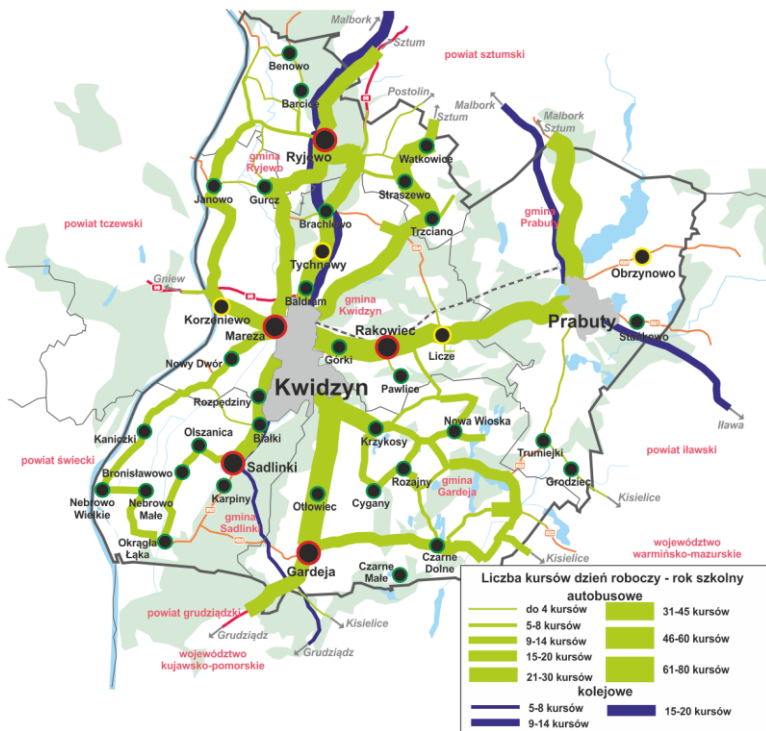 Malbork
Sztum
powiat sztumski
Benowo
Barcice
Postolin
Sztum
Malbork
Malbork
Sztum
gmina
Ryjewo
Ryjewo
Watkowice
Straszewo
Janowo
Gurcz
Brachlewo
Trzciano
gmina
Prabuty
powiat tczewski
Tychnowy
Obrzynowo
Gniew
Baldram
gmina
Kwidzyn
Korzeniewo
Mareza
Rakowiec
Prabuty
Stańkowo
Górki
Licze
Nowy Dwór
Kwidzyn
Pawlice
Rozpędziny
Iława
Kaniczki
Olszanica
Białki
Krzykosy
Nowa Wioska
Trumiejki
powiat iławski
powiat świecki
Bronisławowo
Sadlinki
Rozajny
gmina
Gardeja
Grodziec
Nebrowo
Wielkie
Nebrowo
Małe
Karpiny
Otłowiec
Cygany
Kisielice
gmina
Sadlinki
Okrągła
Łąka
Gardeja
Czarne
Dolne
Kisielice
województwo
warmińsko-mazurskie
Czarne
Małe
powiat grudziądzki
Kisielice
Grudziądz
województwo
kujawsko-pomorskie
Grudziądz
Liczba kursów dzień roboczy - rok szkolny
autobusowe
do 4 kursów
31-45 kursów
5-8 kursów
9-14 kursów
46-60 kursów
15-20 kursów
21-30 kursów
61-80 kursów
kolejowe
5-8 kursów
15-20 kursów
9-14 kursów